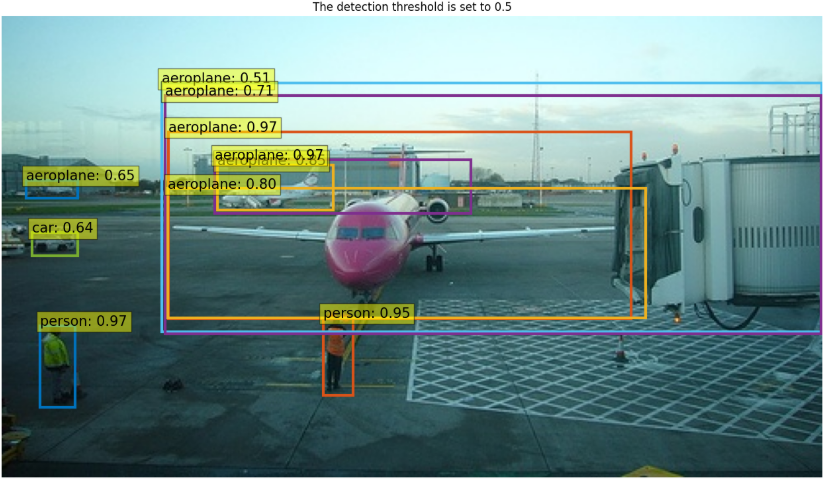 The detection threshold is set to 0.5
aeroplane: 0.51
aeroplane: 0.71
aeroplane: 0.97
aeroplane: 0.97
aeroplane: 0.65
aeroplane: 0.80
car: 0.64
person: 0.97
person: 0.95